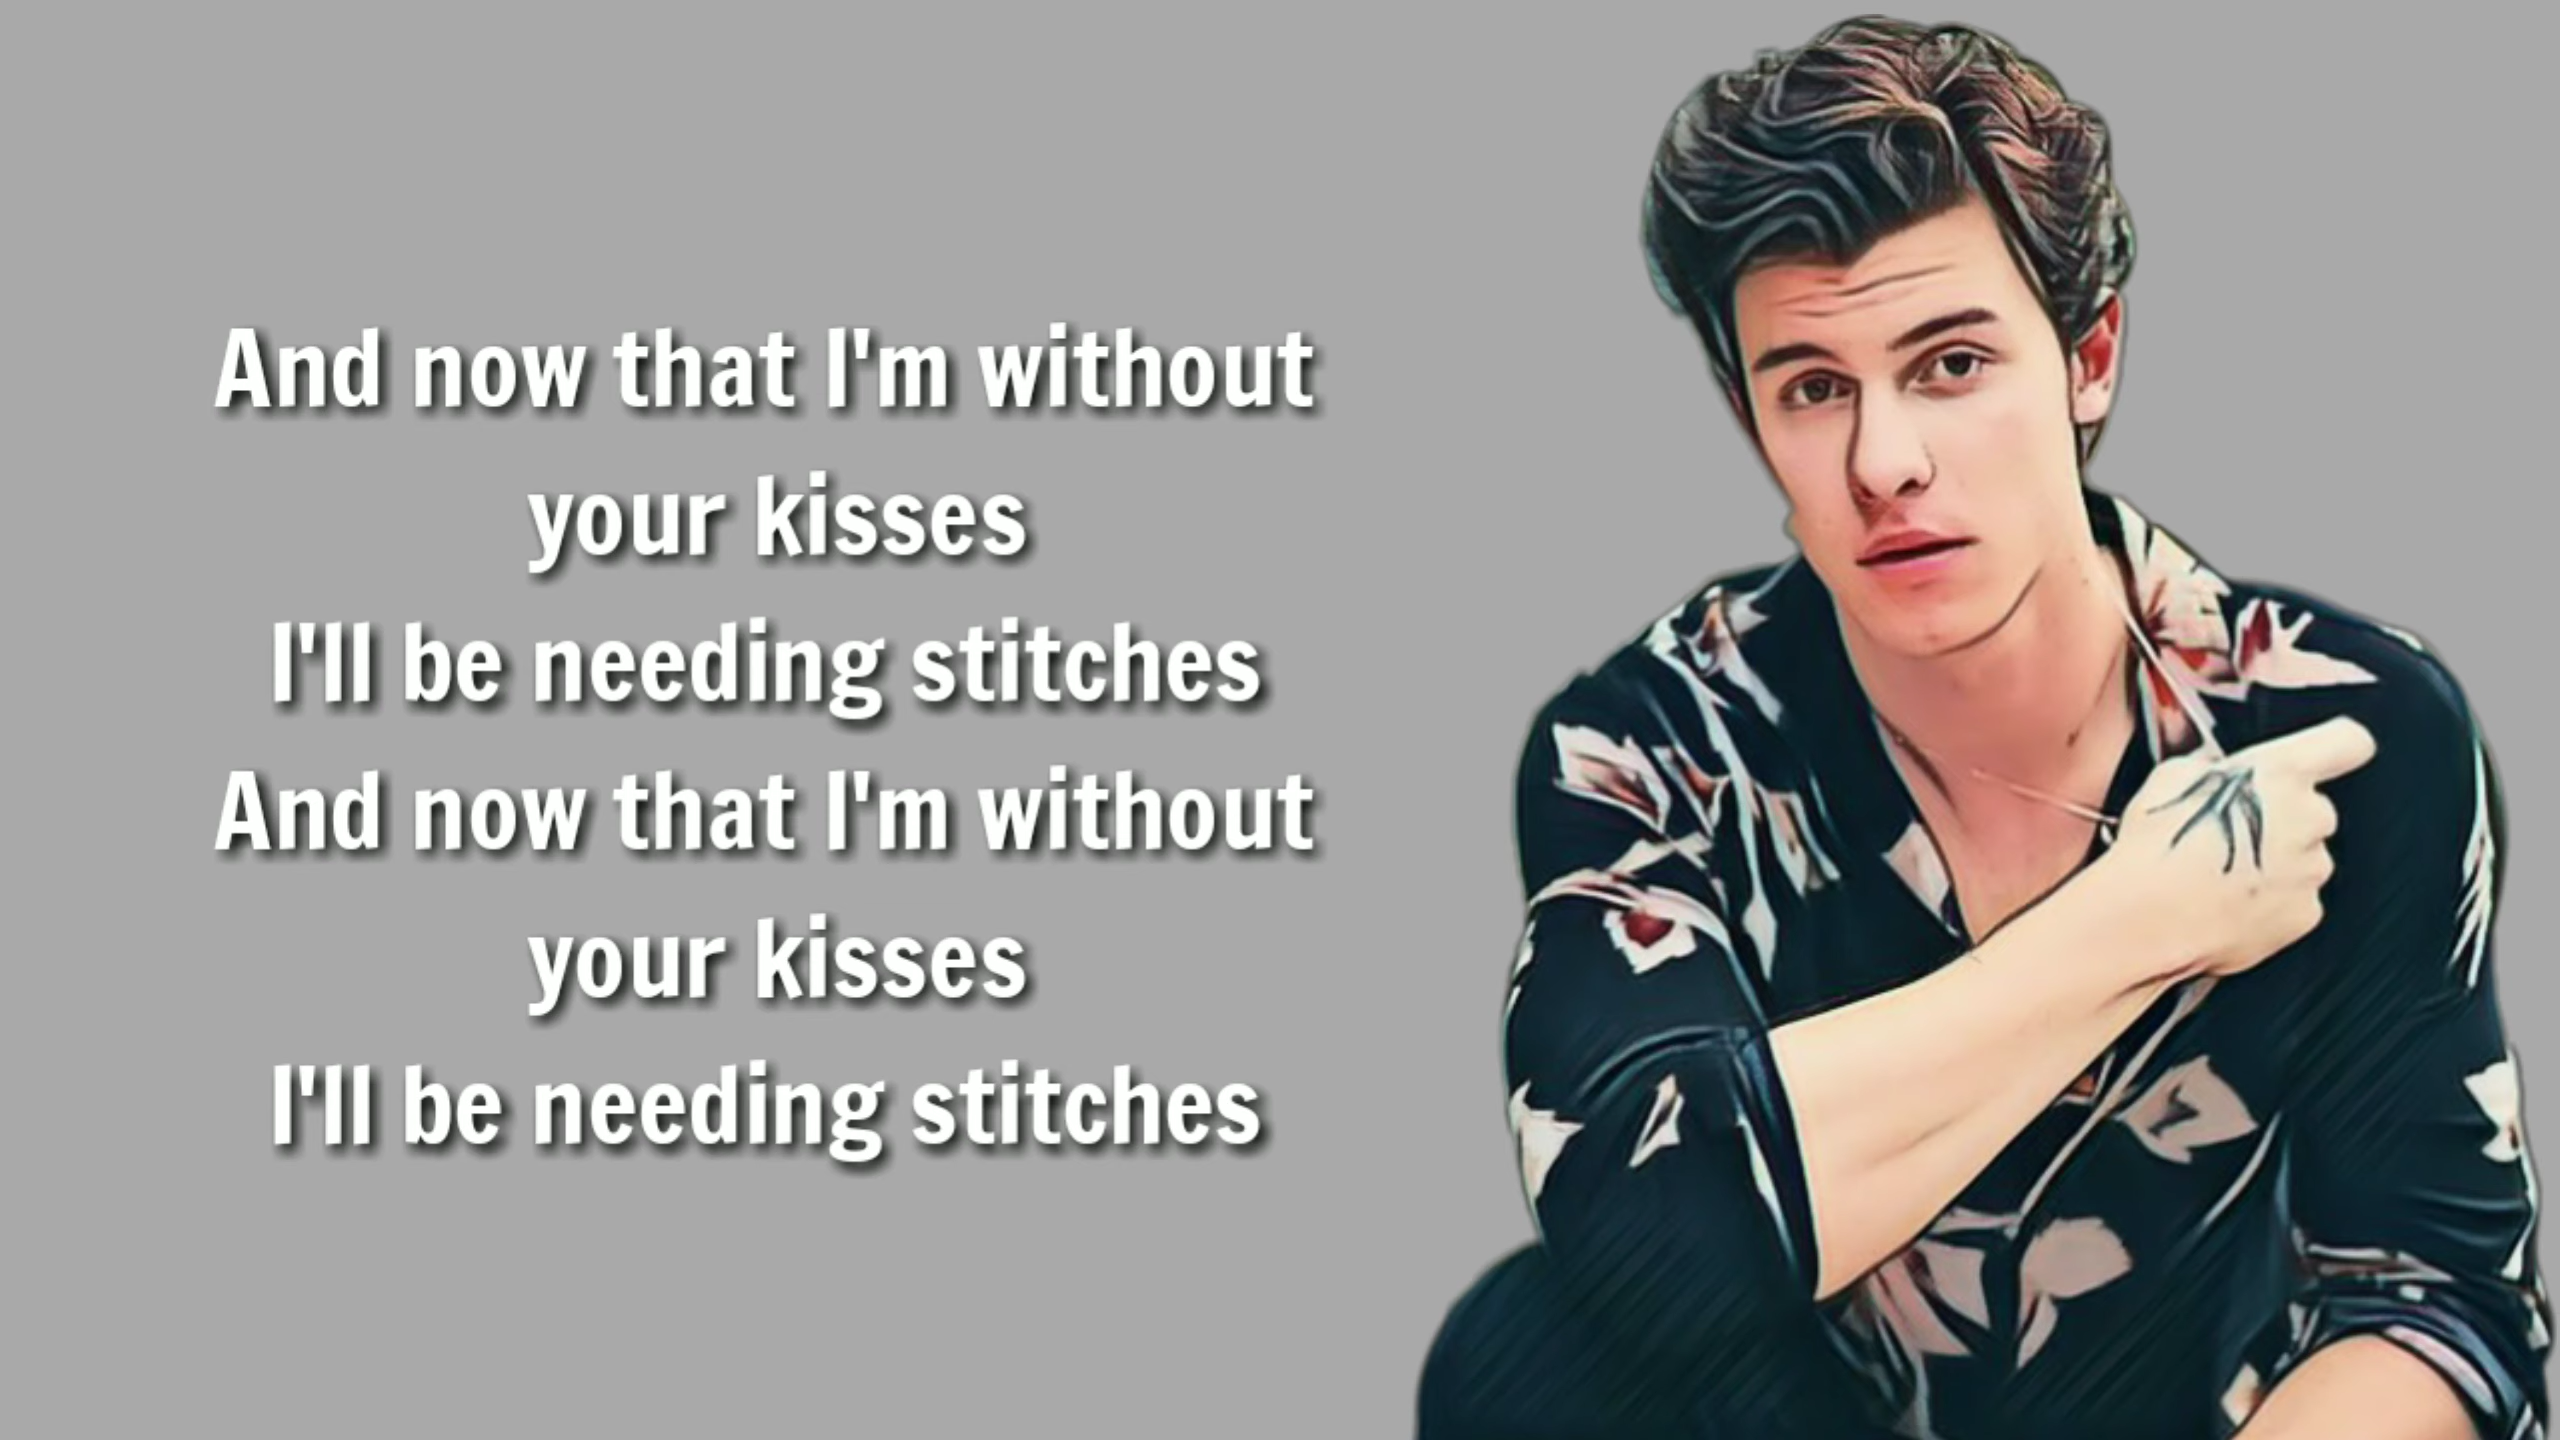 And now that I'm without
your kisses
I'll be needing stitches
And now that I'm without
your kisses
I'll be needing stitches